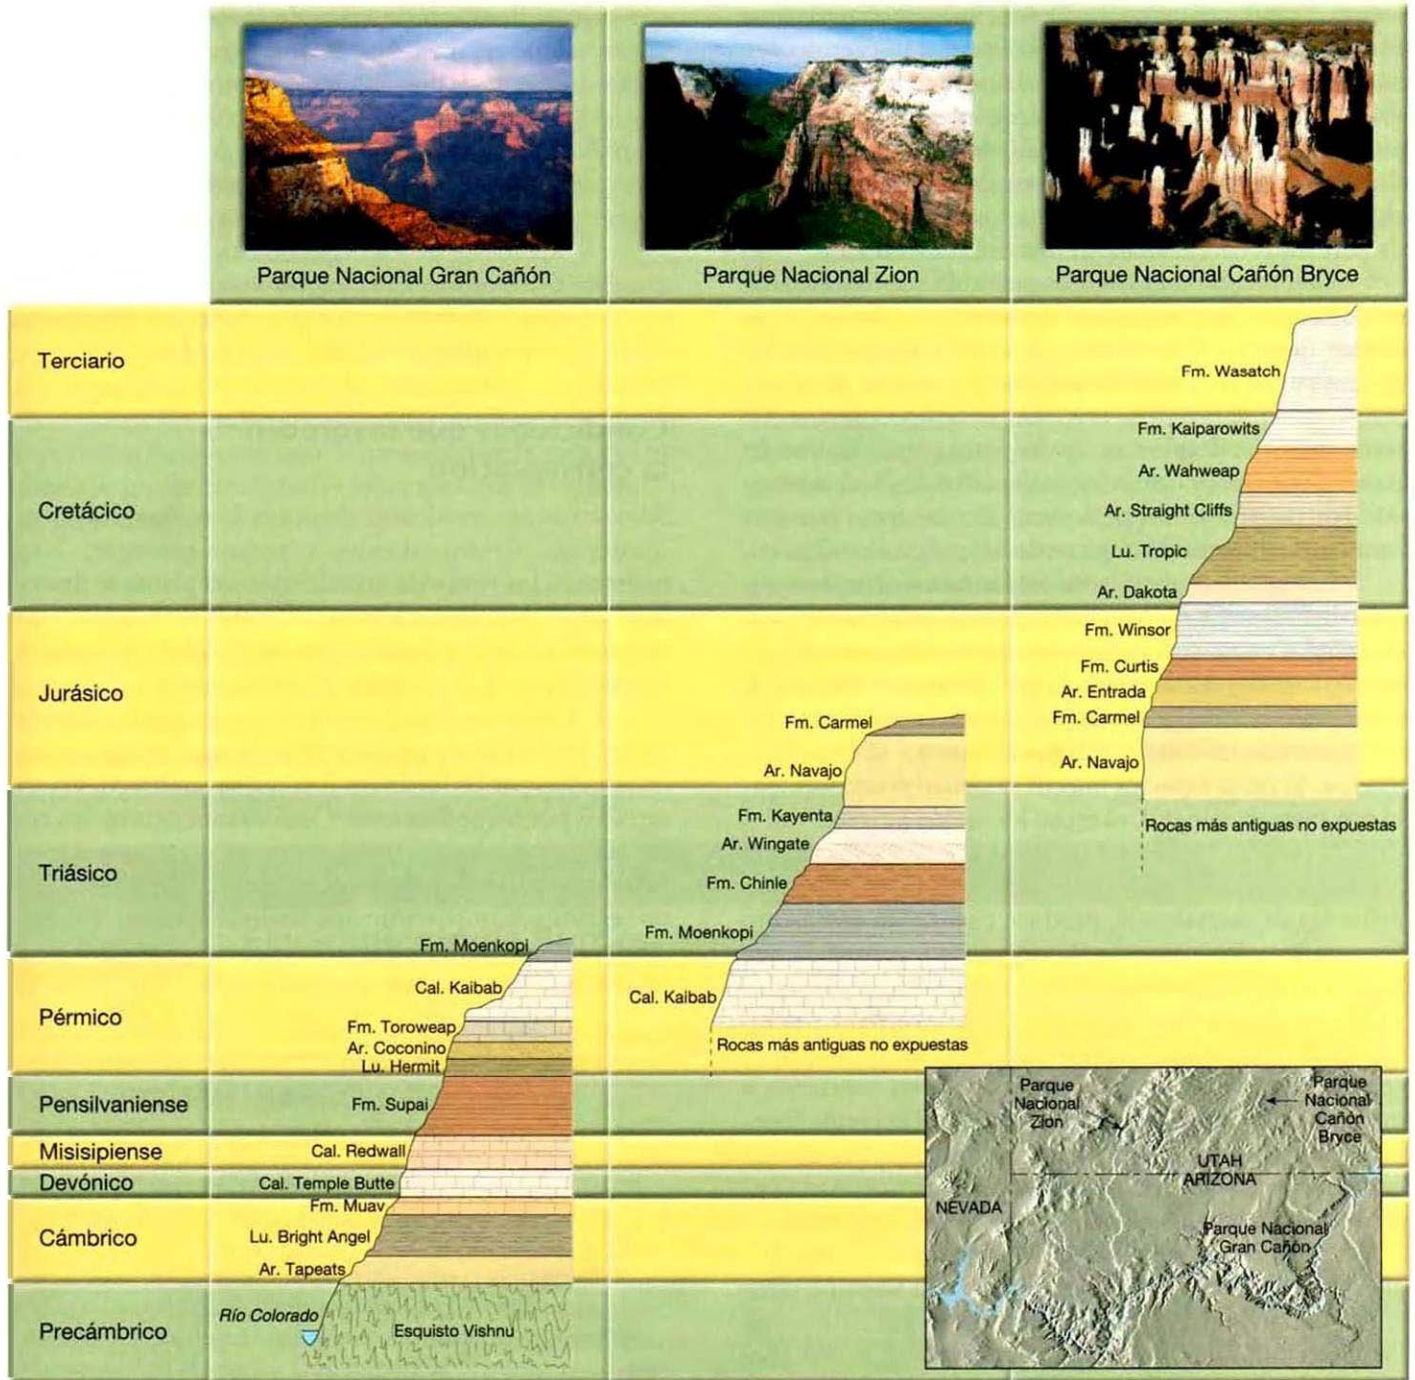 Parque Nacional Gran Cañón
Parque Nacional Zion
Parque Nacional Cañón Bryce
Terciario
Fm. Wasatch
Cretácico
Fm. Kaiparowits
Ar. Wahweap
Ar. Straight Cliffs
Lu. Tropic
Ar. Dakota
Jurásico
Fm. Winsor
Fm. Curtis
Ar. Entrada
Fm. Carmel
Ar. Navajo
Fm. Carmel
Ar. Navajo
Rocas más antiguas no expuestas
Triásico
Fm. Kayenta
Ar. Wingate
Fm. Chinle
Fm. Moenkopi
Fm. Moenkopi
Pérmico
Cal. Kaibab
Fm. Toroweap
Ar. Coconino
Lu. Hermit
Cal. Kaibab
Rocas más antiguas no expuestas
Pensilvaniense
Fm. Supai
Misisipiense
Cal. Redwall
Devónico
Cal. Temple Butte
Cámbrico
Fm. Muav
Lu. Bright Angel
Ar. Tapeats
Precámbrico
Río Colorado
Esquisto Vishnu
Parque
Nacional
Zion
Parque
Nacional
Cañón
Bryce
UTAH
ARIZONA
NEVADA
Parque Nacional
Gran Cañón